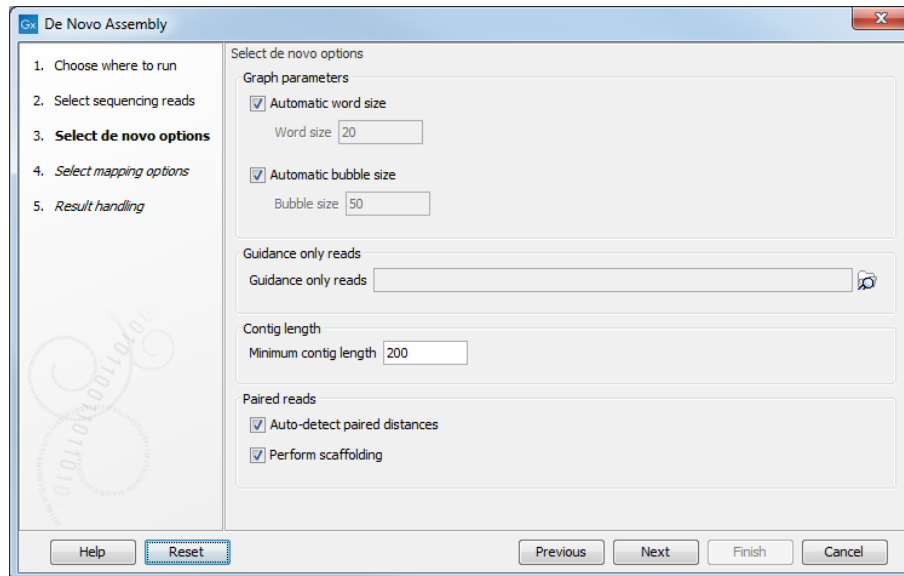 Gx De Novo Assembly
1. Choose where to run
2. Select sequencing reads
3. Select de novo options
4. Select mapping options
5. Result handling
Select de novo options
Graph parameters
Automatic word size
Word size 20
Automatic bubble size
Bubble size 50
Guidance only reads
Guidance only reads
Contig length
Minimum contig length 200
Paired reads
Auto-detect paired distances
Perform scaffolding
Help Reset Previous Next Finish Cancel